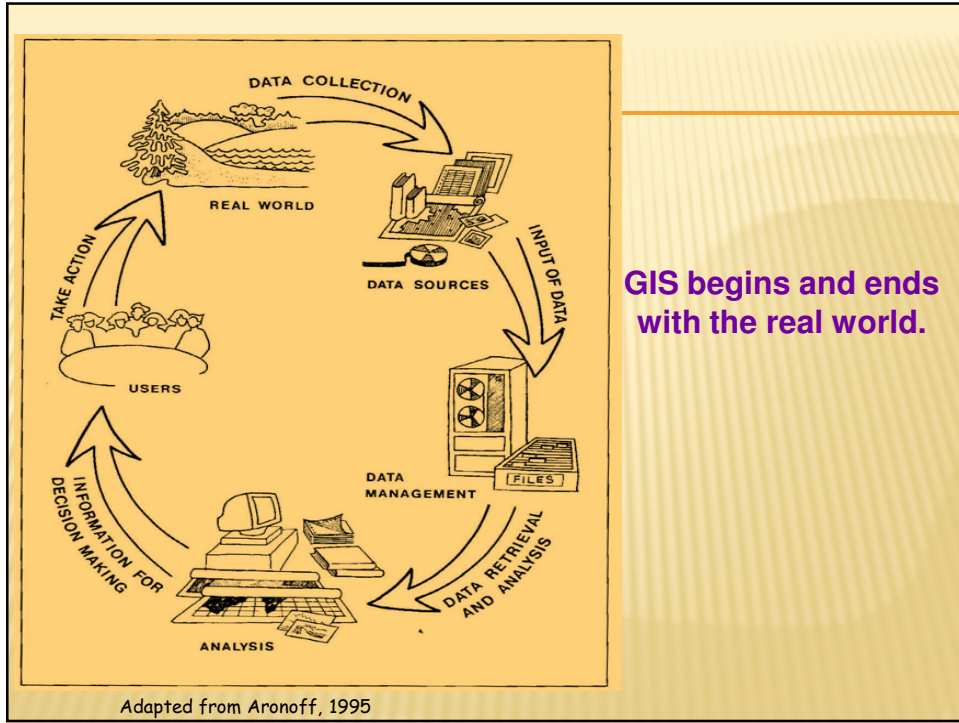 DATA COLLECTION
REAL WORLD
DATA SOURCES
INPUT OF DATA
DATA
MANAGEMENT
FILES
DATA RETRIEVAL
AND ANALYSIS
ANALYSIS
INFORMATION FOR
DECISION MAKING
USERS
TAKE ACTION
GIS begins and ends
with the real world.
Adapted from Aronoff, 1995